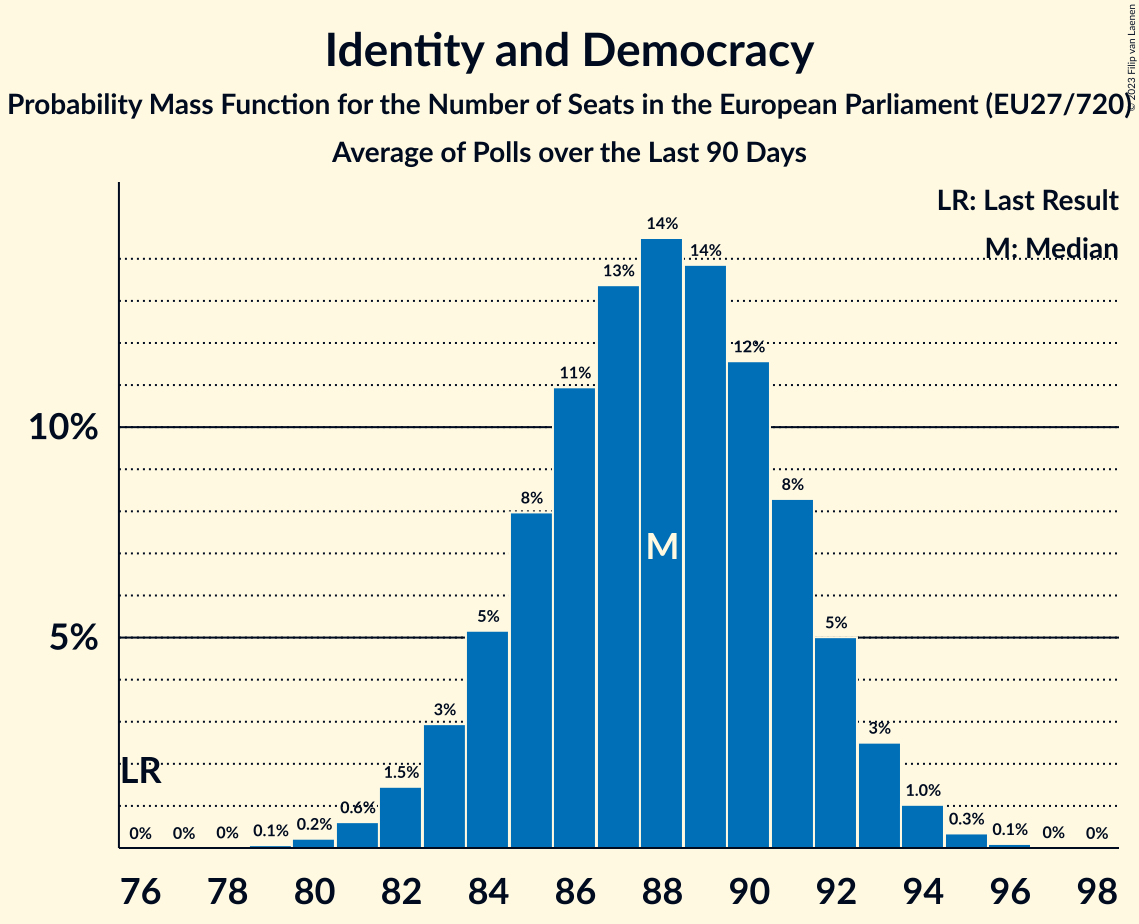 Identity and Democracy
Probability Mass Function for the Number of Seats in the European Parliament (EU27/720)
Average of Polls over the Last 90 Days
© 2023 Filip van Laenen
LR: Last Result
M: Median
14%
14%
13%
12%
11%
10%
8%
8%
M
5%
5%
5%
3%
3%
LR
1.5%
1.0%
0.6%
0.3%
0.2%
0.1%
0.1%
0%
0%
0%
0%
0%
76 78 80 82 84 86 88 90 92 94 96 98